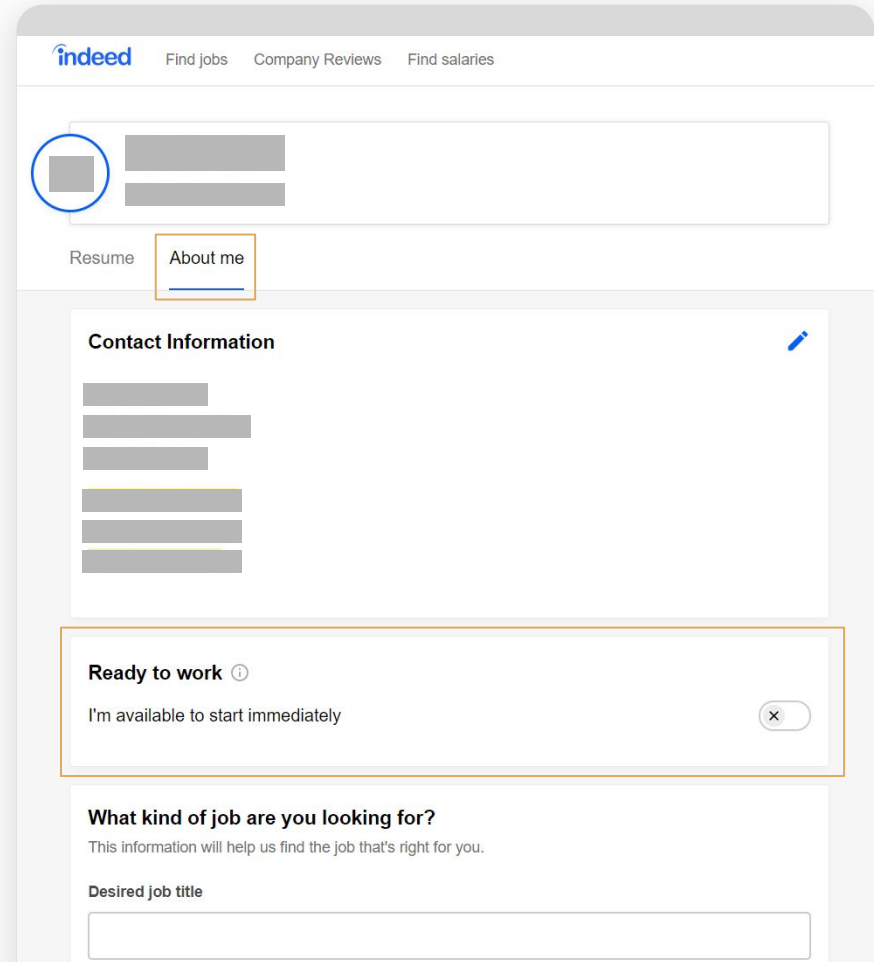 indeed Find jobs Company Reviews Find salaries
Resume About me
Contact Information
Ready to work
I'm available to start immediately
What kind of job are you looking for?
This information will help us find the job that's right for you.
Desired job title